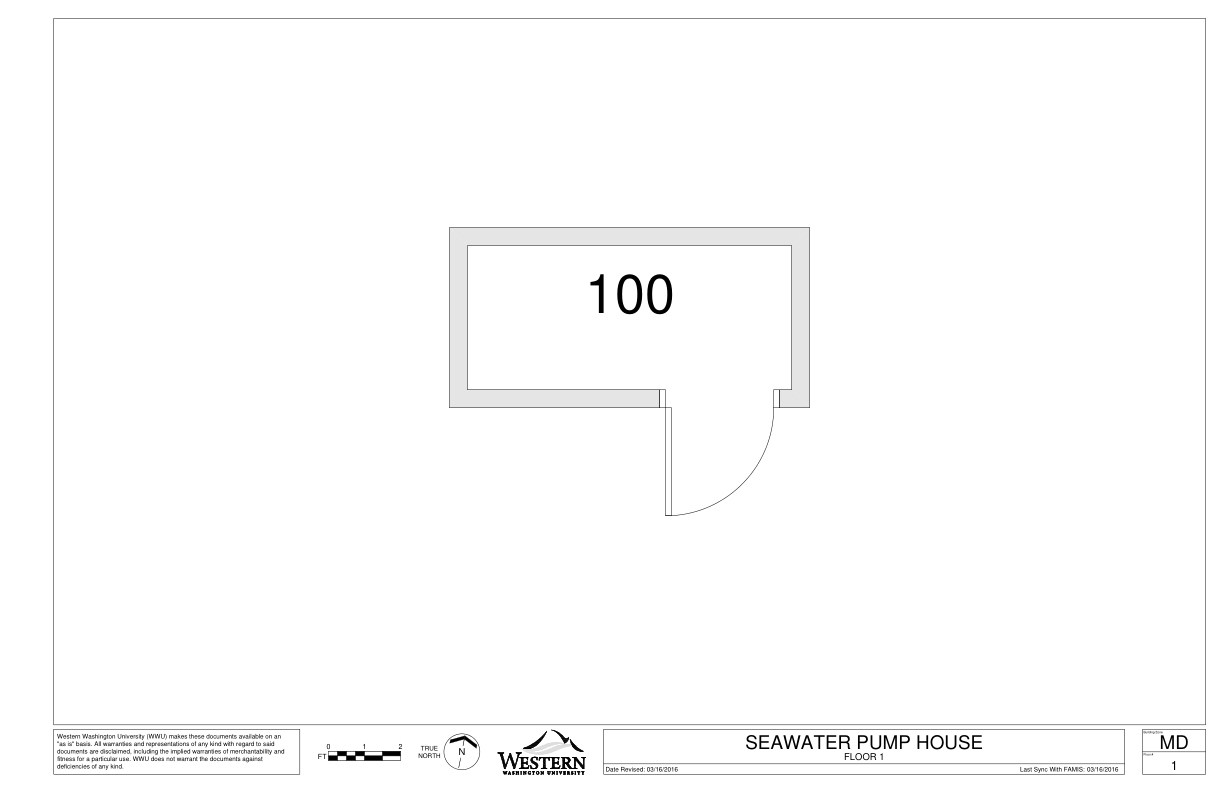 100
Western Washington University (WWU) makes these documents available on an
"as is" basis. All warranties and representations of any kind with regard to said
documents are disclaimed, including the implied warranties of merchantability and
fitness for a particular use. WWU does not warrant the documents against
deficiencies of any kind.
0 1 2
FT
TRUE
NORTH
N
WESTERN
WASHINGTON UNIVERSITY
SEAWATER PUMP HOUSE
FLOOR 1
Date Revised: 03/16/2016
Last Sync With FAMIS: 03/16/2016
MD
1